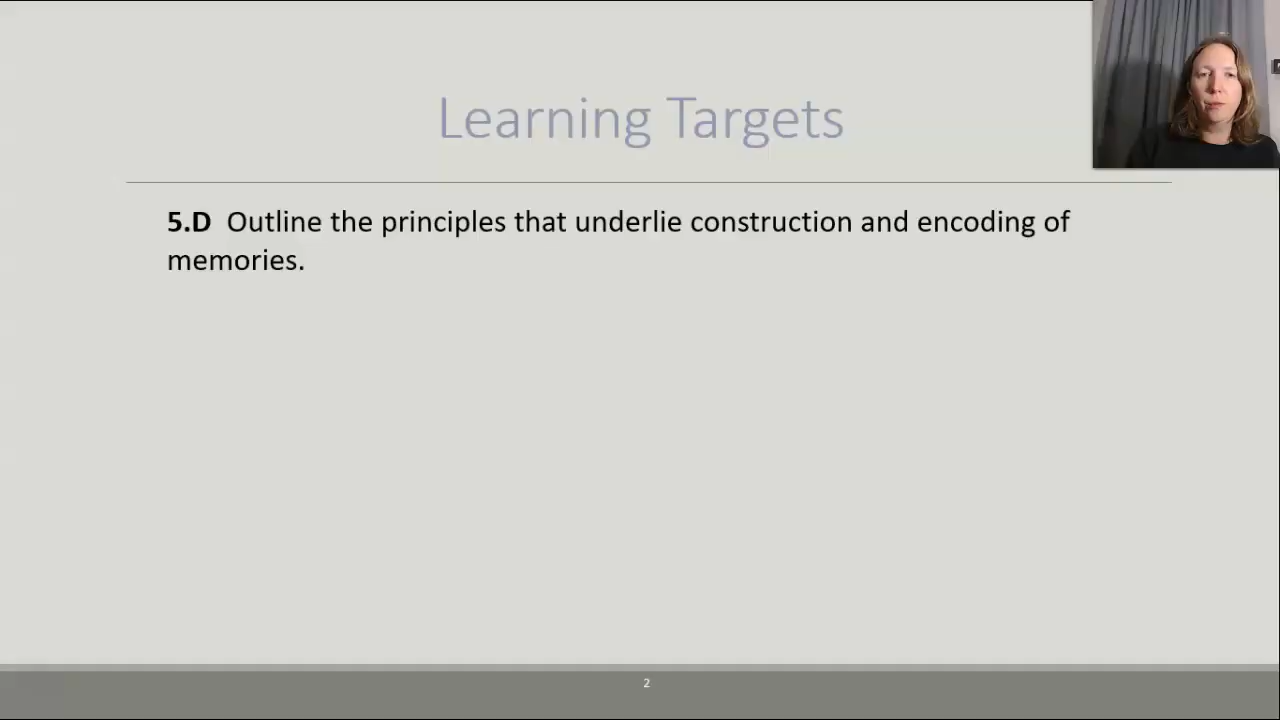 Learning Targets
5.D Outline the principles that underlie construction and encoding of
memories.
2